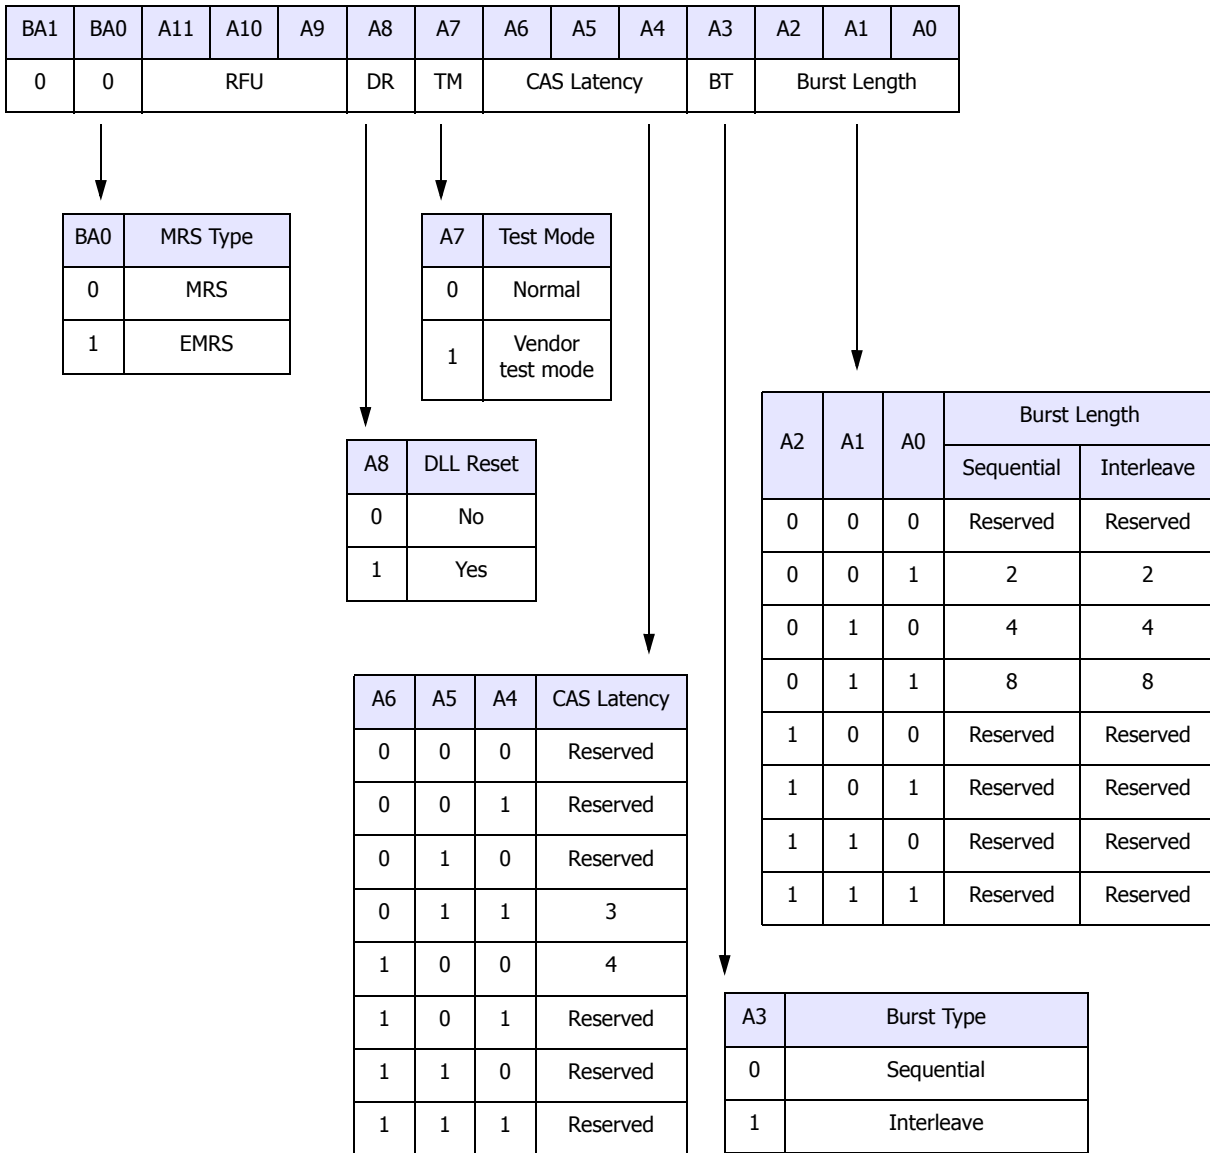 BA1 BA0 A11 A10 A9 A8 A7 A6 A5 A4 A3 A2 A1 A0
0 0 RFU DR TM CAS Latency BT Burst Length
BA0 MRS Type
0 MRS
1 EMRS
A7 Test Mode
0 Normal
1 Vendor
test mode
A8 DLL Reset
0 No
1 Yes
A2 A1 A0 Burst Length
Sequential Interleave
0 0 0 Reserved Reserved
0 0 1 2 2
0 1 0 4 4
0 1 1 8 8
1 0 0 Reserved Reserved
1 0 1 Reserved Reserved
1 1 0 Reserved Reserved
1 1 1 Reserved Reserved
A6 A5 A4 CAS Latency
0 0 0 Reserved
0 0 1 Reserved
0 1 0 Reserved
0 1 1 3
1 0 0 4
1 0 1 Reserved
1 1 0 Reserved
1 1 1 Reserved
A3 Burst Type
0 Sequential
1 Interleave